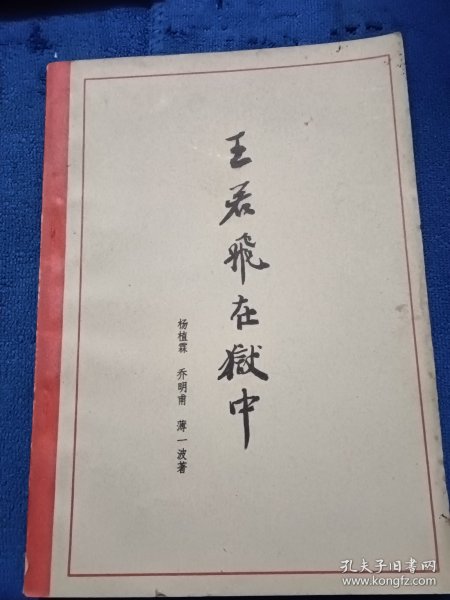 王若飛在獄中
杨植霖 乔明甫 薄一波著
孔夫子旧书网
www.kongfz.com